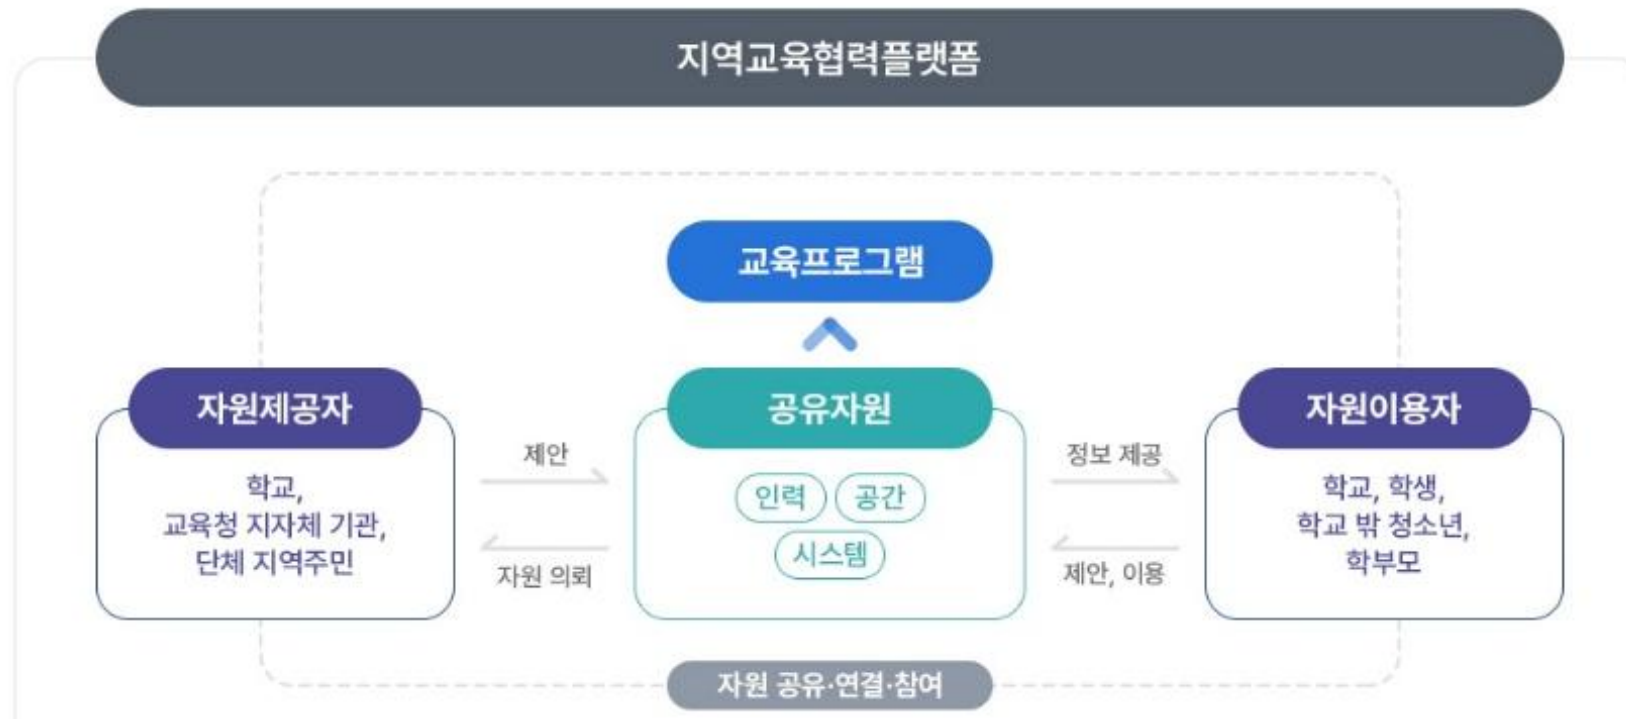 지역교육협력플랫폼
교육프로그램
자원제공자
학교,
교육청 지자체 기관,
단체 지역주민
제안
자원 의뢰
공유자원
인력
공간
시스템
정보 제공
제안, 이용
자원이용자
학교, 학생,
학교 밖 청소년,
학부모
자원 공유·연결·참여